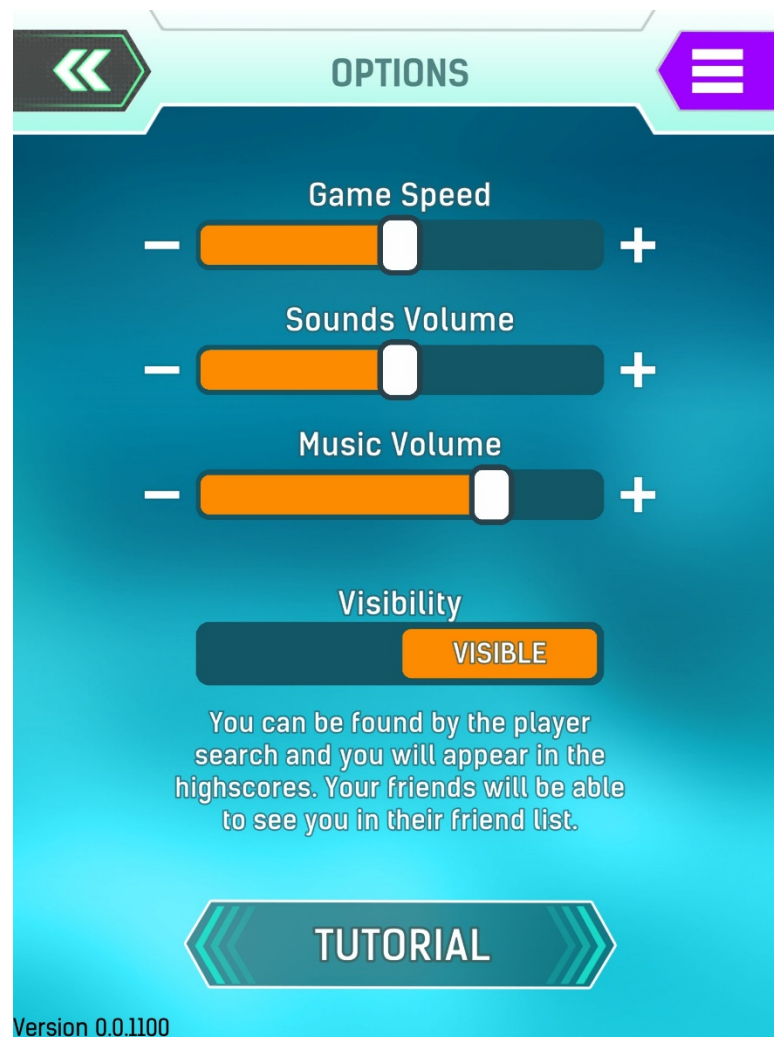 OPTIONS
Game Speed
Sounds Volume
Music Volume
Visibility
VISIBLE
You can be found by the player
search and you will appear in the
highscores. Your friends will be able
to see you in their friend list.
TUTORIAL
Version 0.0.1100